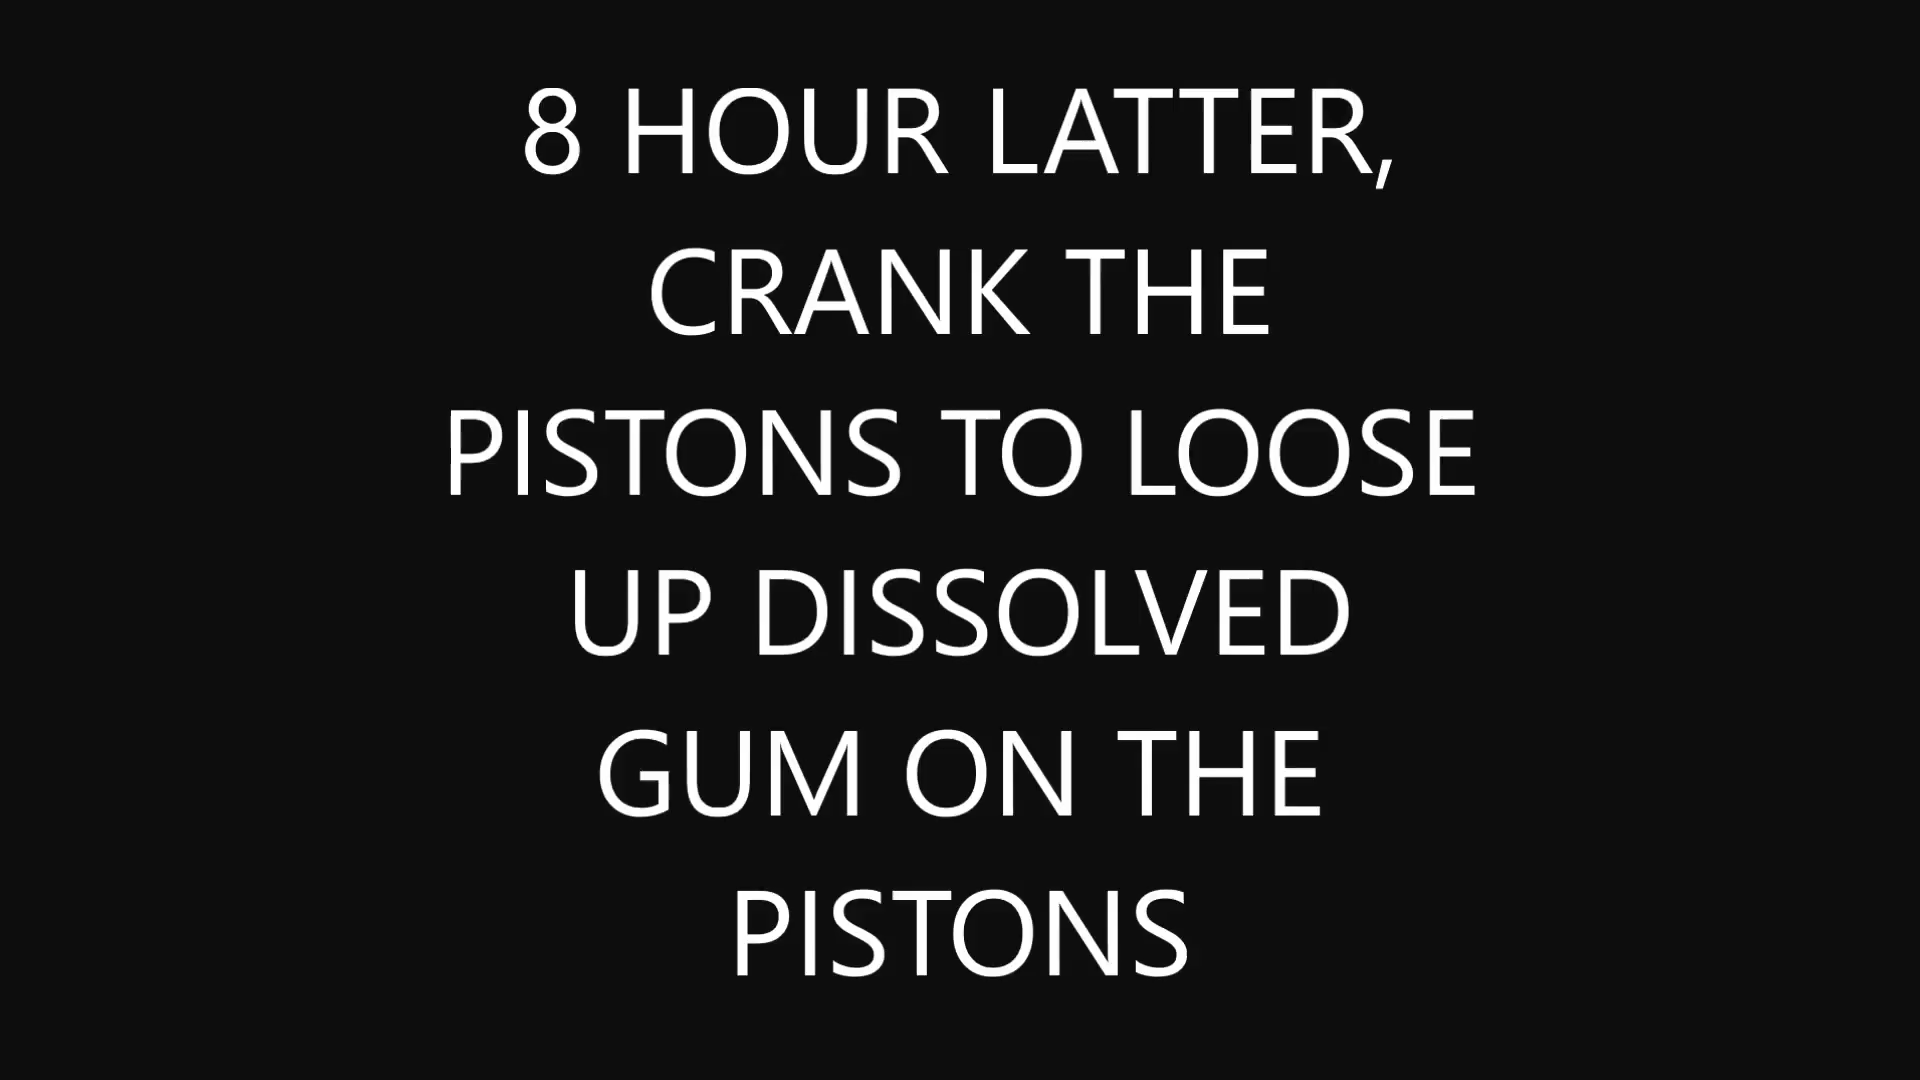 8 HOUR LATTER,
CRANK THE
PISTONS TO LOOSE
UP DISSOLVED
GUM ON THE
PISTONS